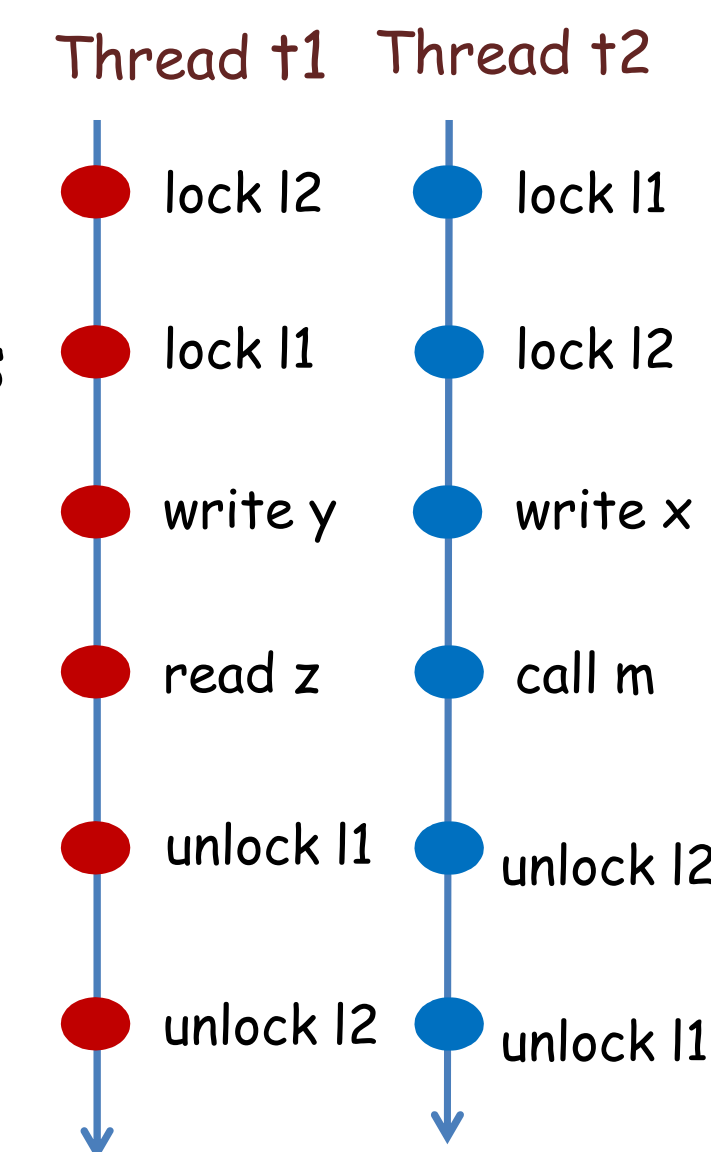 Thread t1 Thread t2
lock l2 lock l1
lock l1 lock l2
write y write x
read z call m
unlock l1 unlock l2
unlock l2 unlock l1